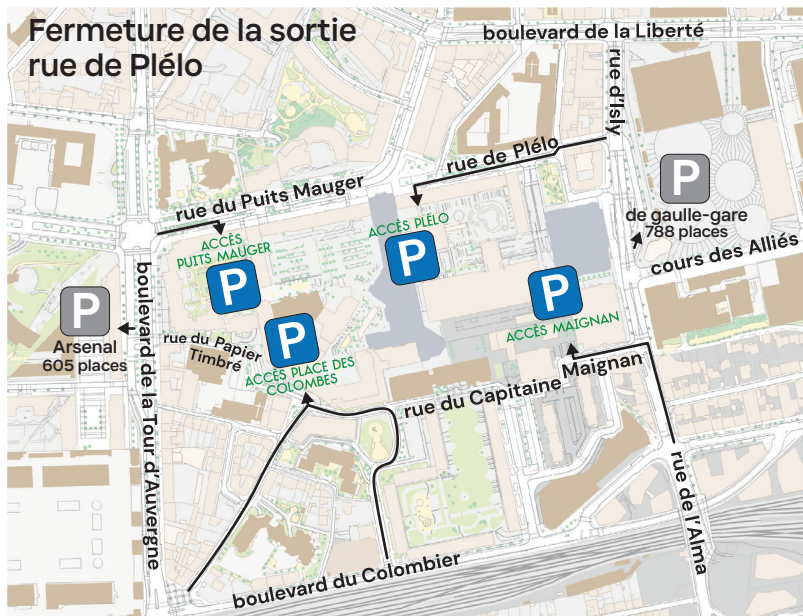 Fermeture de la sortie
rue de Plélo
boulevard de la Liberté
rue d'Isly
rue de Plélo
P
de gaulle-gare
788 places
rue du Puits Mauger
ACCÈS
PUITS MAUGER
P
ACCÈS PLÉLO
P
cours des Alliés
P
Arsenal
605 places
boulevard de la Tour d'Auvergne
rue du Papier
Timbré
P
ACCÈS PLACE DES
COLOMBES
P
ACCÈS MAIGNAN
rue du Capitaine
Maignan
rue de l'Alma
boulevard du Colombier